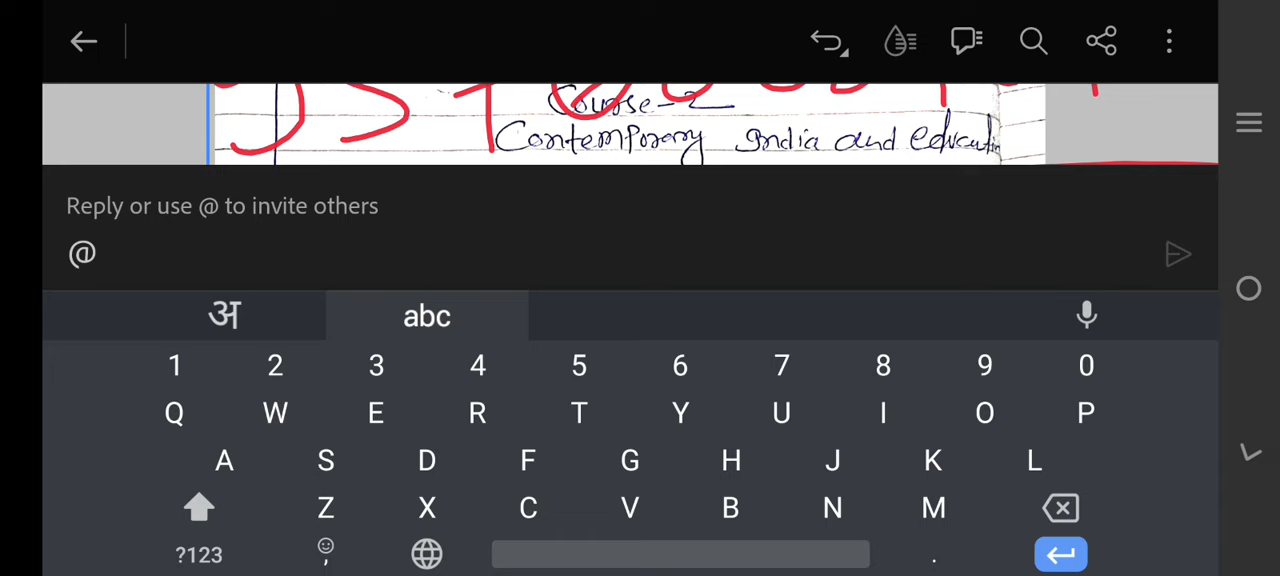 Course-2
Contemporary India and education
Reply or use @ to invite others
@
अ abc
1 2 3 4 5 6 7 8 9 0
Q W E R T Y U I O P
A S D F G H J K L
Z X C V B N M
?123 , .